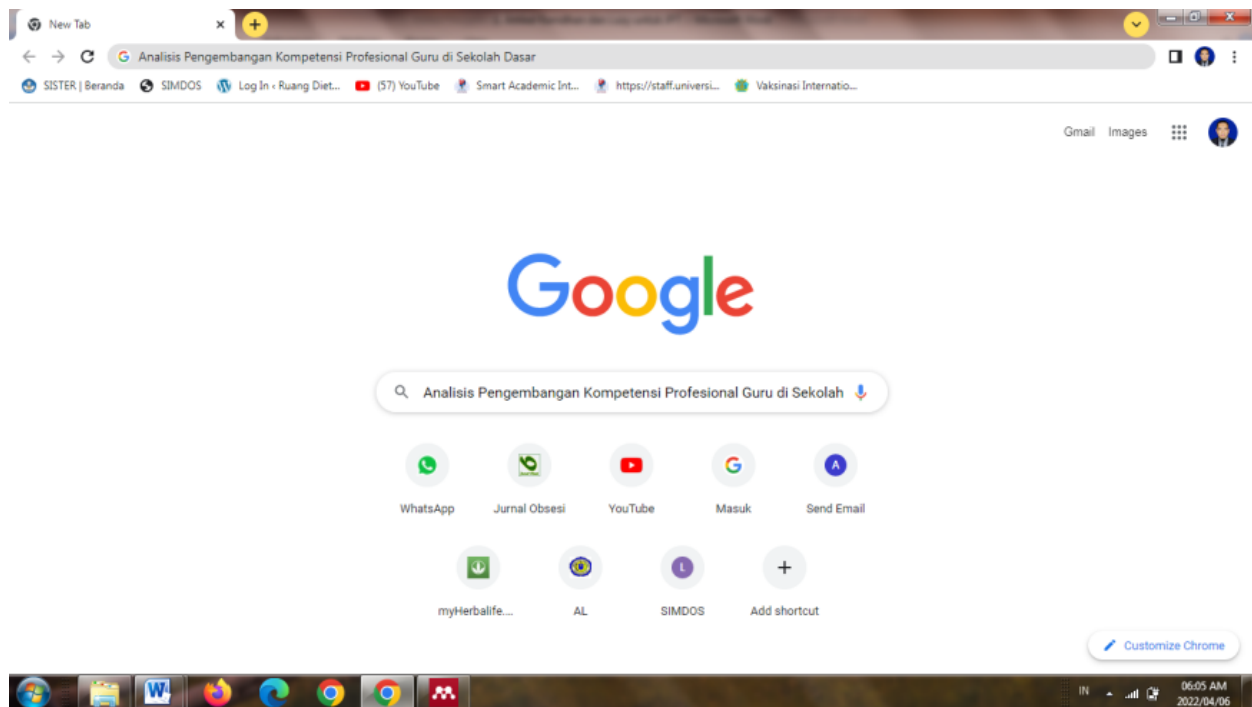 New Tab
Analisis Pengembangan Kompetensi Profesional Guru di Sekolah Dasar
SISTER | Beranda SIMDOS Log In ‹ Ruang Diet... (57) YouTube Smart Academic Int... https://staff.universi... Vaksinasi Internatio...
Gmail Images
Google
Analisis Pengembangan Kompetensi Profesional Guru di Sekolah
WhatsApp Jurnal Obsesi YouTube Masuk Send Email
myHerbalife.... AL SIMDOS Add shortcut
Customize Chrome
IN 06:05 AM
2022/04/06